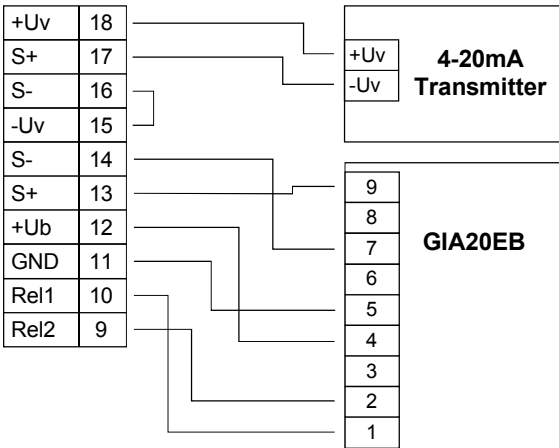 +Uv 18
S+ 17
S- 16
-Uv 15
S- 14
S+ 13
+Ub 12
GND 11
Rel1 10
Rel2 9
+Uv
-Uv
4-20mA
Transmitter
9
8
7
6
5
4
3
2
1
GIA20EB